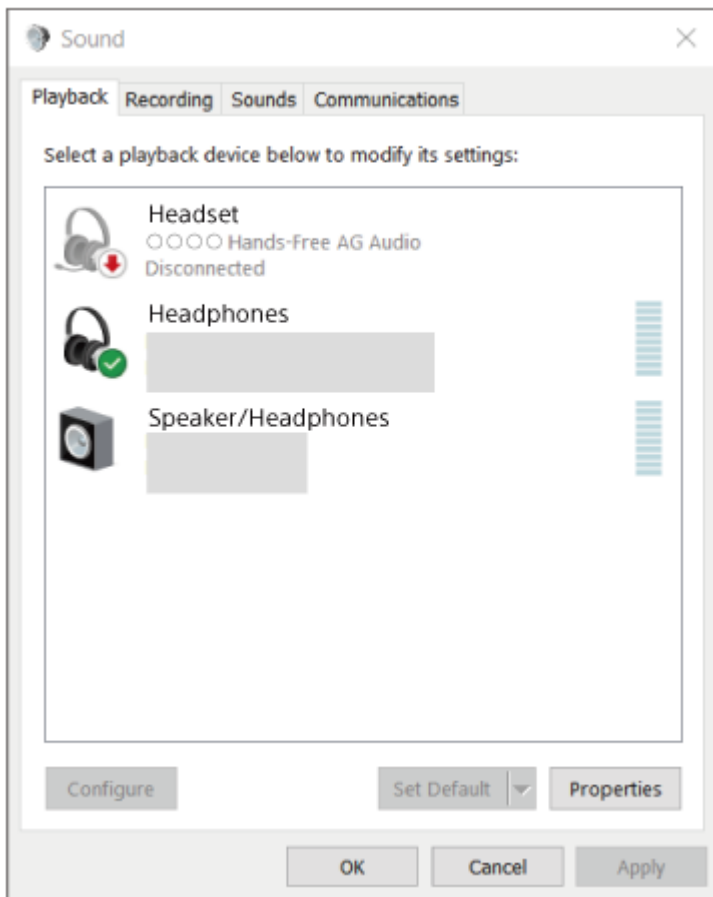 Sound
Playback Recording Sounds Communications
Select a playback device below to modify its settings:
Headset
○○○○ Hands-Free AG Audio
Disconnected
Headphones
Speaker/Headphones
Configure Set Default Properties
OK Cancel Apply